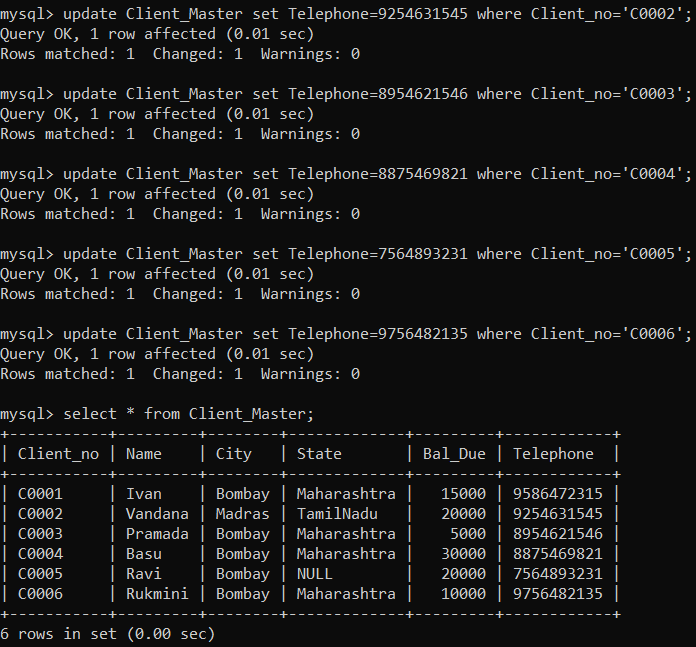 mysql> update Client_Master set Telephone=9254631545 where Client_no='C0002';
Query OK, 1 row affected (0.01 sec)
Rows matched: 1  Changed: 1  Warnings: 0

mysql> update Client_Master set Telephone=8954621546 where Client_no='C0003';
Query OK, 1 row affected (0.01 sec)
Rows matched: 1  Changed: 1  Warnings: 0

mysql> update Client_Master set Telephone=8875469821 where Client_no='C0004';
Query OK, 1 row affected (0.01 sec)
Rows matched: 1  Changed: 1  Warnings: 0

mysql> update Client_Master set Telephone=7564893231 where Client_no='C0005';
Query OK, 1 row affected (0.01 sec)
Rows matched: 1  Changed: 1  Warnings: 0

mysql> update Client_Master set Telephone=9756482135 where Client_no='C0006';
Query OK, 1 row affected (0.01 sec)
Rows matched: 1  Changed: 1  Warnings: 0

mysql> select * from Client_Master;
+-----------+---------+--------+-------------+---------+------------+
| Client_no | Name    | City   | State       | Bal_Due | Telephone  |
+-----------+---------+--------+-------------+---------+------------+
| C0001     | Ivan    | Bombay | Maharashtra |   15000 | 9586472315 |
| C0002     | Vandana | Madras | TamilNadu   |   20000 | 9254631545 |
| C0003     | Pramada | Bombay | Maharashtra |    5000 | 8954621546 |
| C0004     | Basu    | Bombay | Maharashtra |   30000 | 8875469821 |
| C0005     | Ravi    | Bombay | NULL        |   20000 | 7564893231 |
| C0006     | Rukmini | Bombay | Maharashtra |   10000 | 9756482135 |
+-----------+---------+--------+-------------+---------+------------+
6 rows in set (0.00 sec)